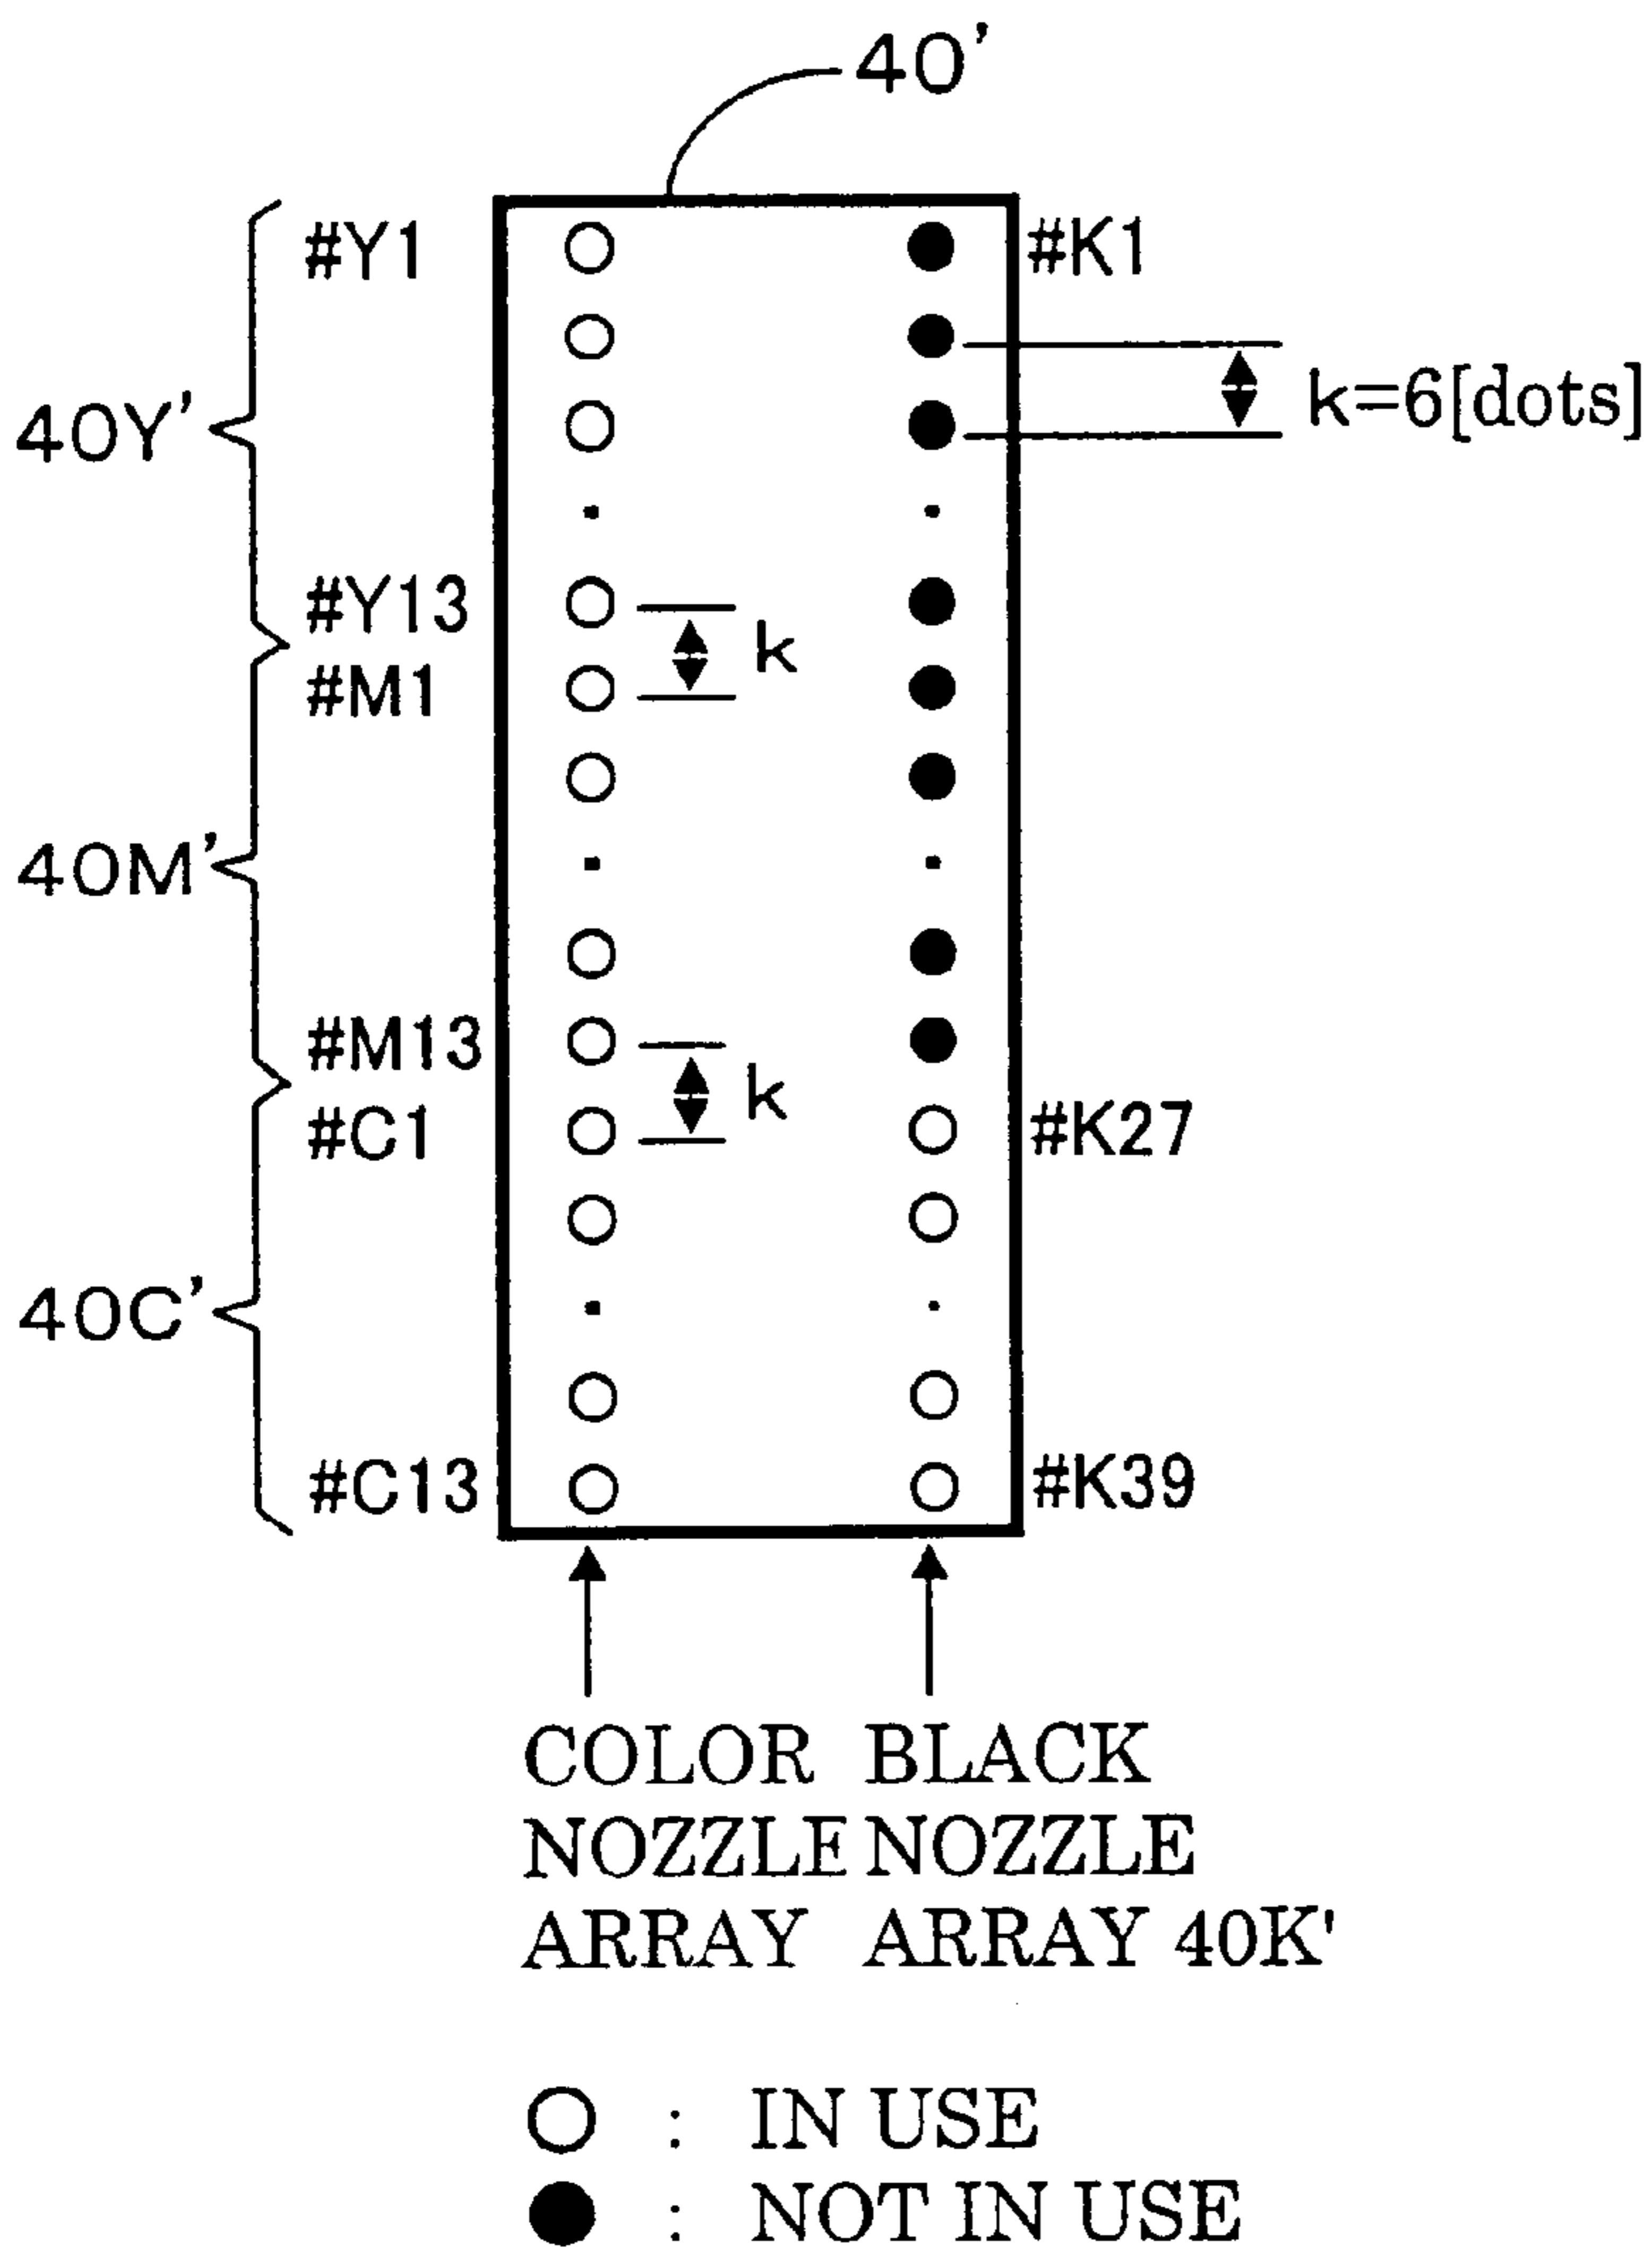 40'
#Y1
#K1
k=6[dots]
40Y'
#Y13
k
#M1
40M'
#M13
k
#C1
#K27
40C'
#C13
#K39
COLOR BLACK
NOZZLE NOZZLE
ARRAY ARRAY 40K'
: IN USE
: NOT IN USE